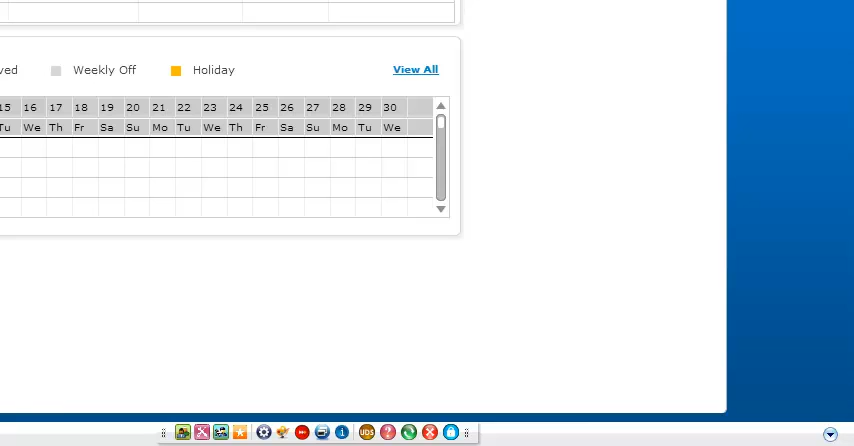 Weekly Off Holiday View All
15 16 17 18 19 20 21 22 23 24 25 26 27 28 29 30
Tu We Th Fr Sa Su Mo Tu We Th Fr Sa Su Mo Tu We
UDS